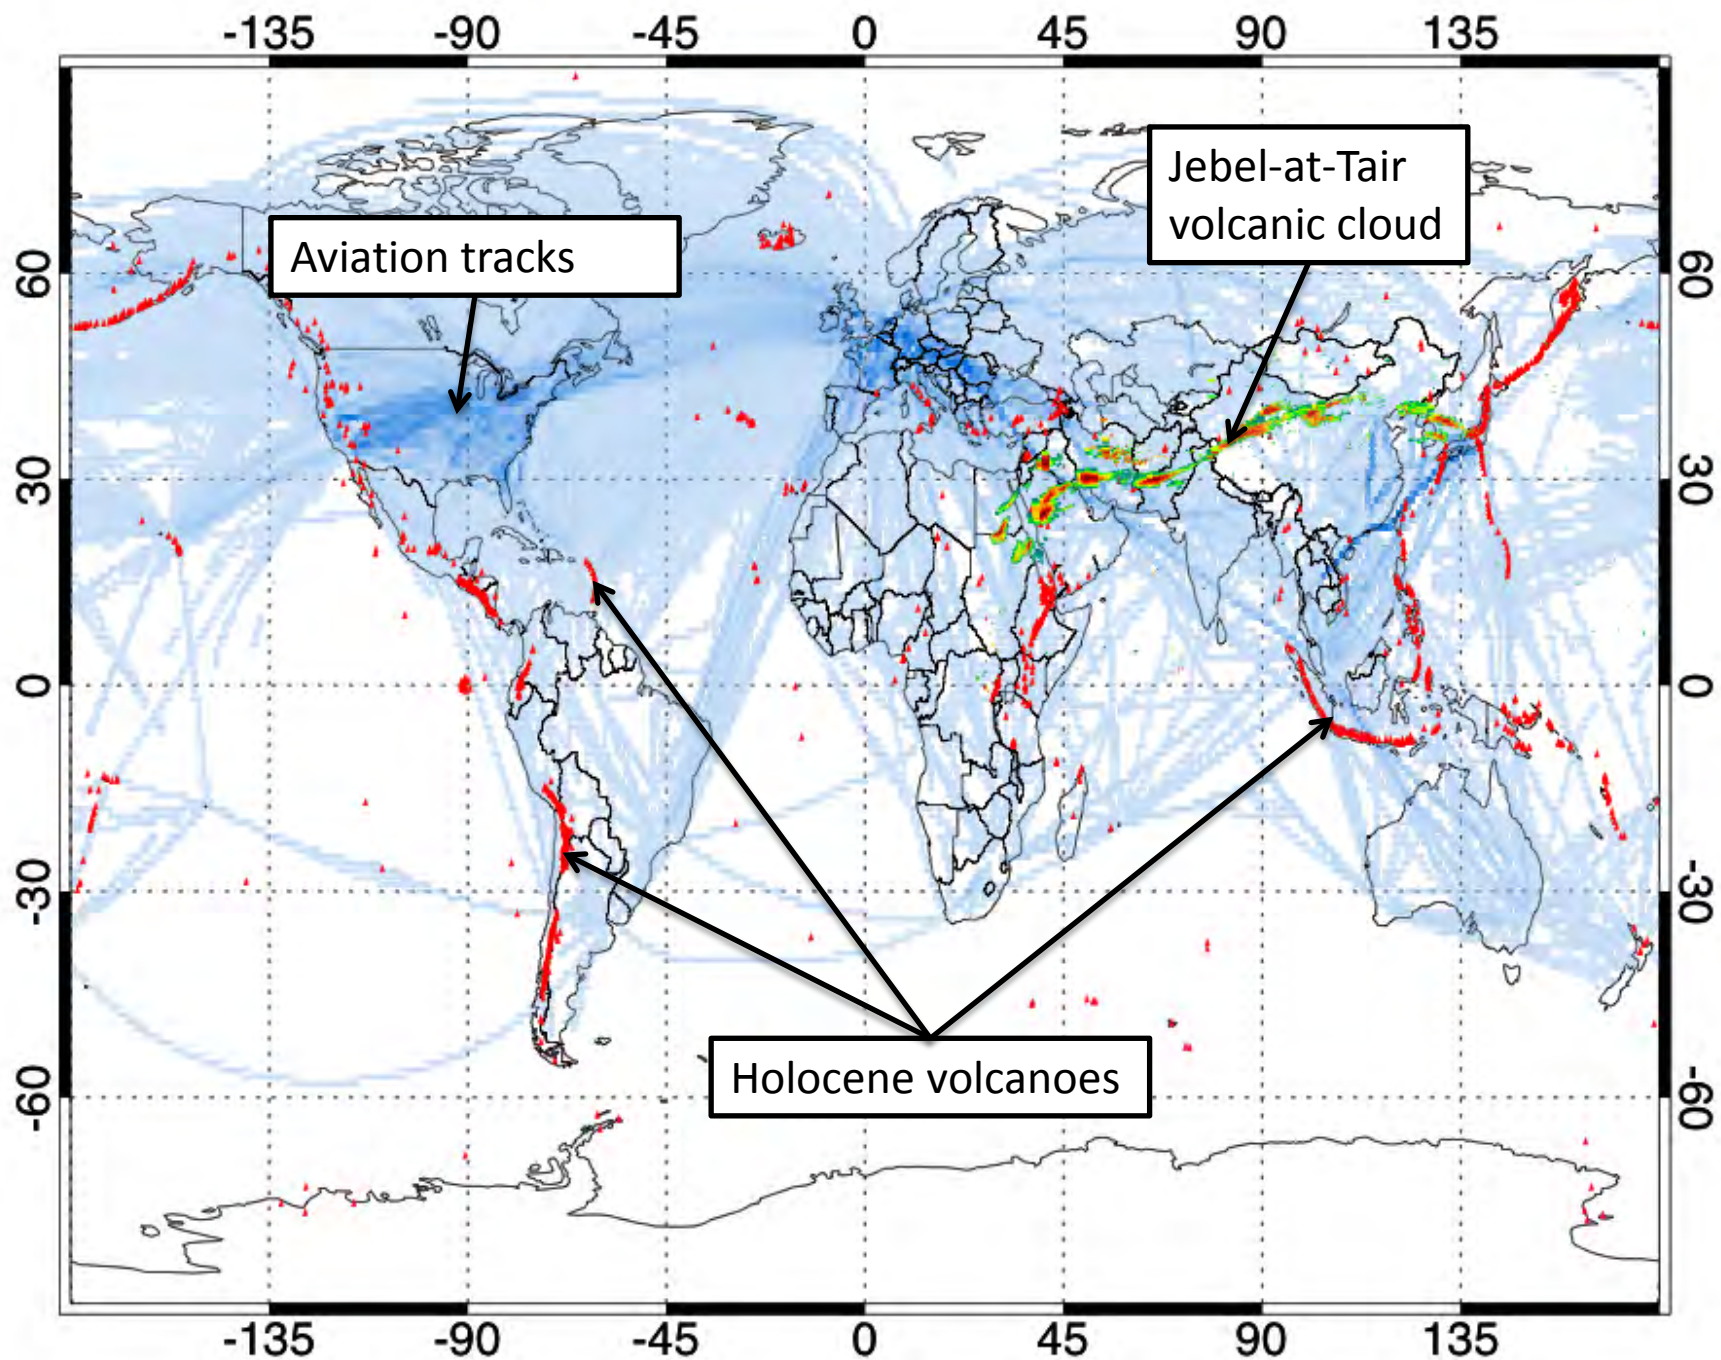 -135 -90 -45 0 45 90 135
Jebel-at-Tair
volcanic cloud
Aviation tracks
60 60
30 30
0 0
-30 -30
Holocene volcanoes
-60 -60
-135 -90 -45 0 45 90 135